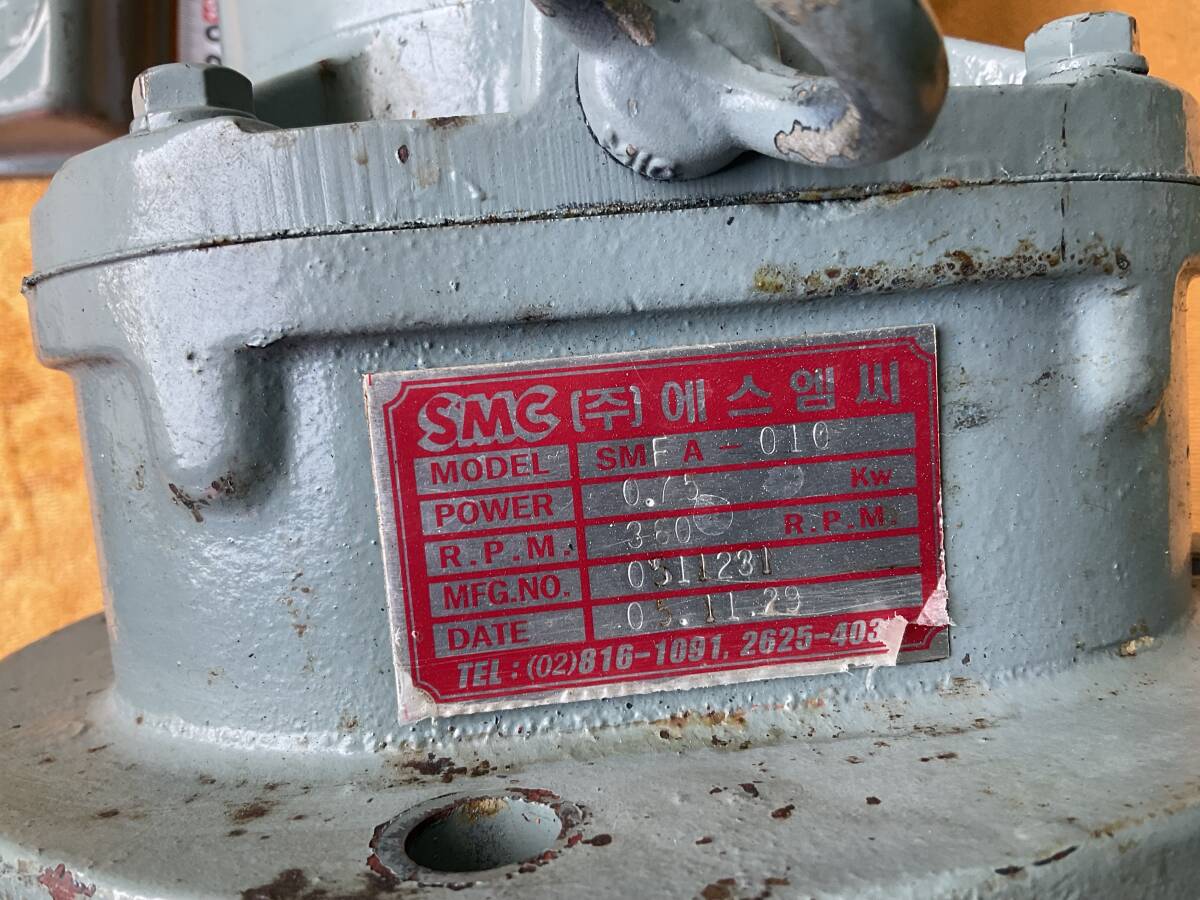 SMC (주) 에스엠씨
MODEL SMFA-010
POWER 0.75 Kw
R.P.M. 360 R.P.M.
MFG.NO. 0511231
DATE 05.11.29
TEL : (02)816-1091, 2625-403